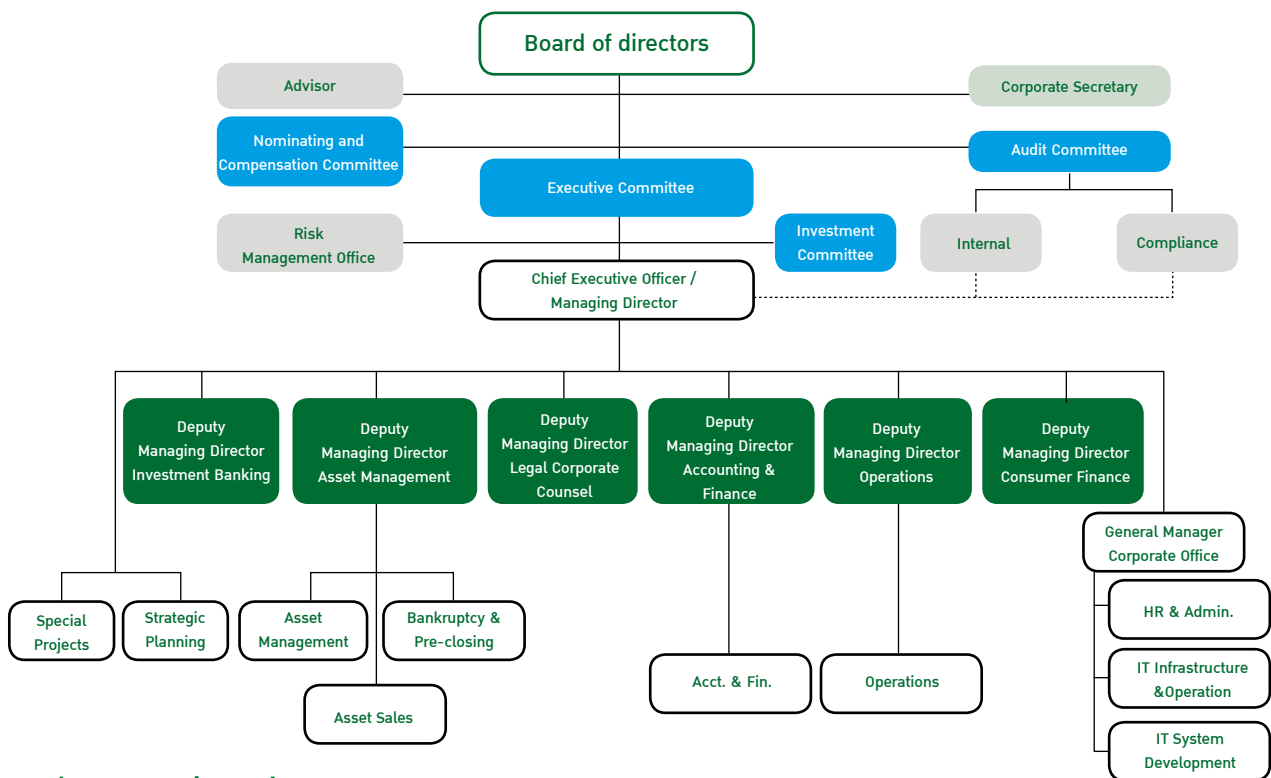 Board of directors
Advisor
Corporate Secretary
Nominating and
Compensation Committee
Audit Committee
Executive Committee
Risk
Management Office
Investment
Committee
Internal
Compliance
Chief Executive Officer /
Managing Director
Deputy
Managing Director
Investment Banking
Deputy
Managing Director
Asset Management
Deputy
Managing Director
Legal Corporate
Counsel
Deputy
Managing Director
Accounting &
Finance
Deputy
Managing Director
Operations
Deputy
Managing Director
Consumer Finance
General Manager
Corporate Office
Special
Projects
Strategic
Planning
Asset
Management
Bankruptcy &
Pre-closing
HR & Admin.
Acct. & Fin.
Operations
IT Infrastructure
&Operation
Asset Sales
IT System
Development